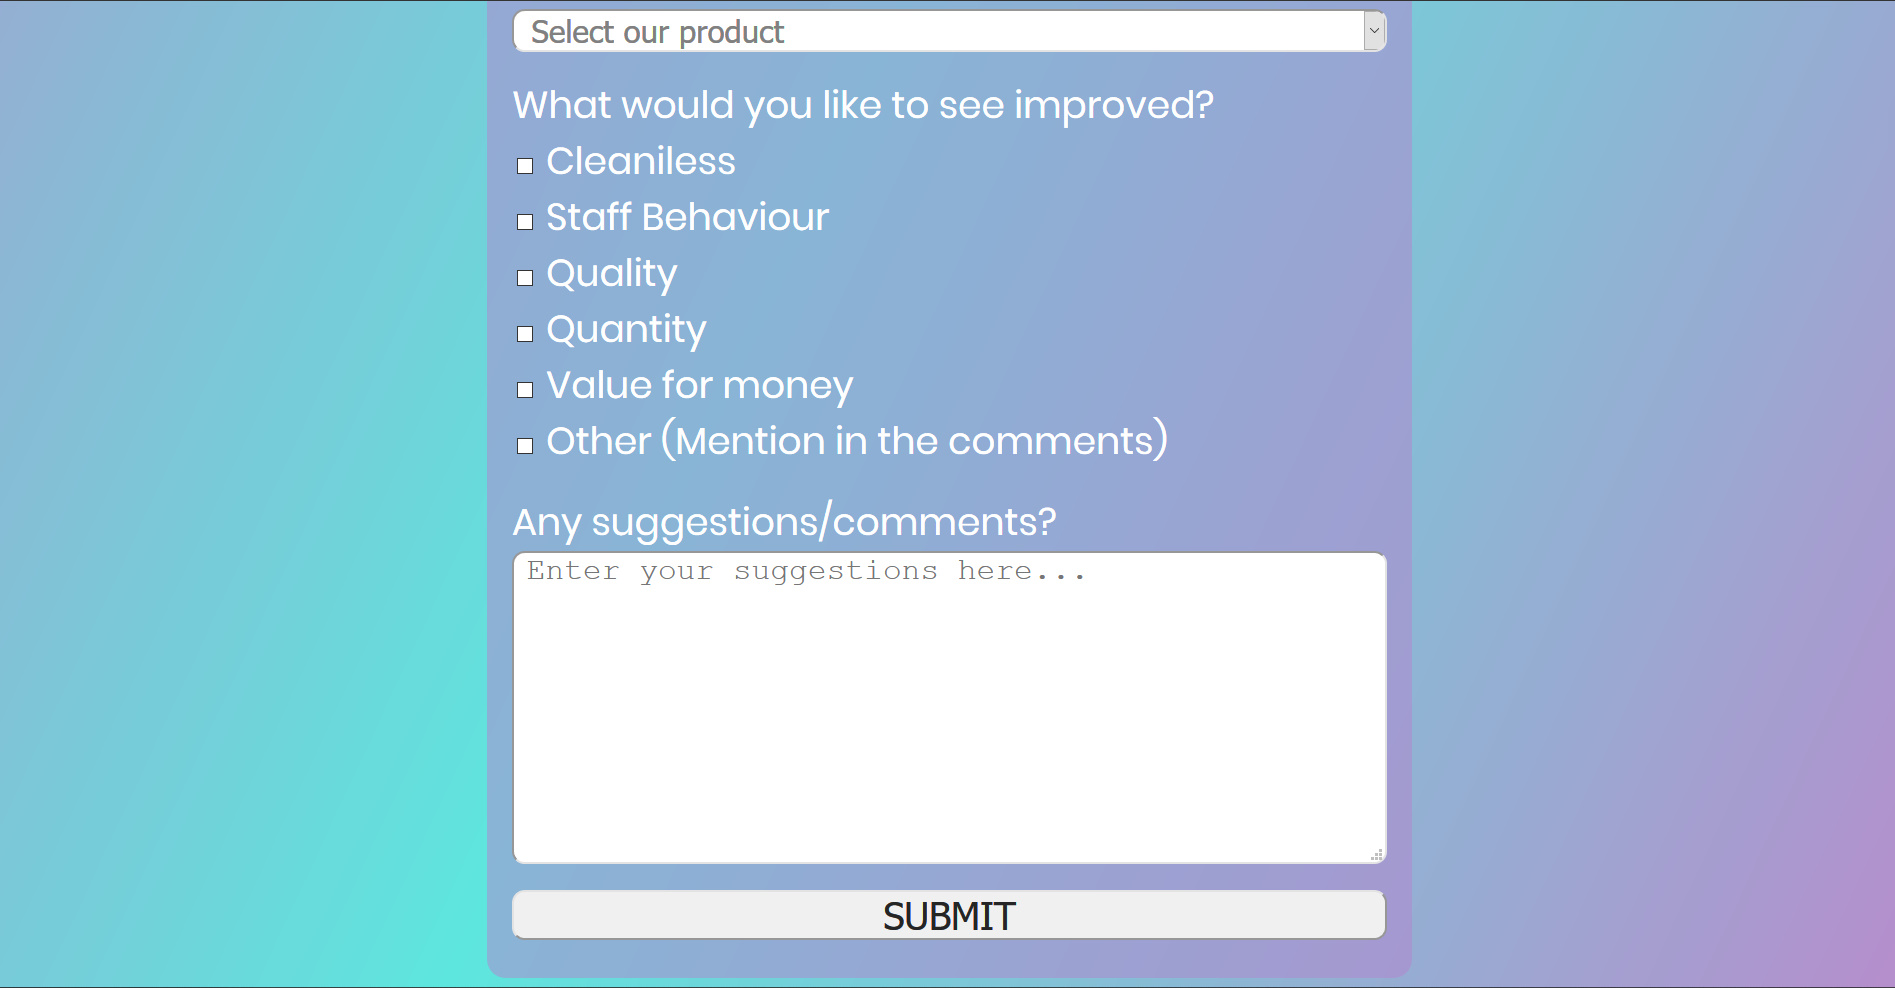 Select our product
What would you like to see improved?
Cleaniless
Staff Behaviour
Quality
Quantity
Value for money
Other (Mention in the comments)
Any suggestions/comments?
Enter your suggestions here...
SUBMIT